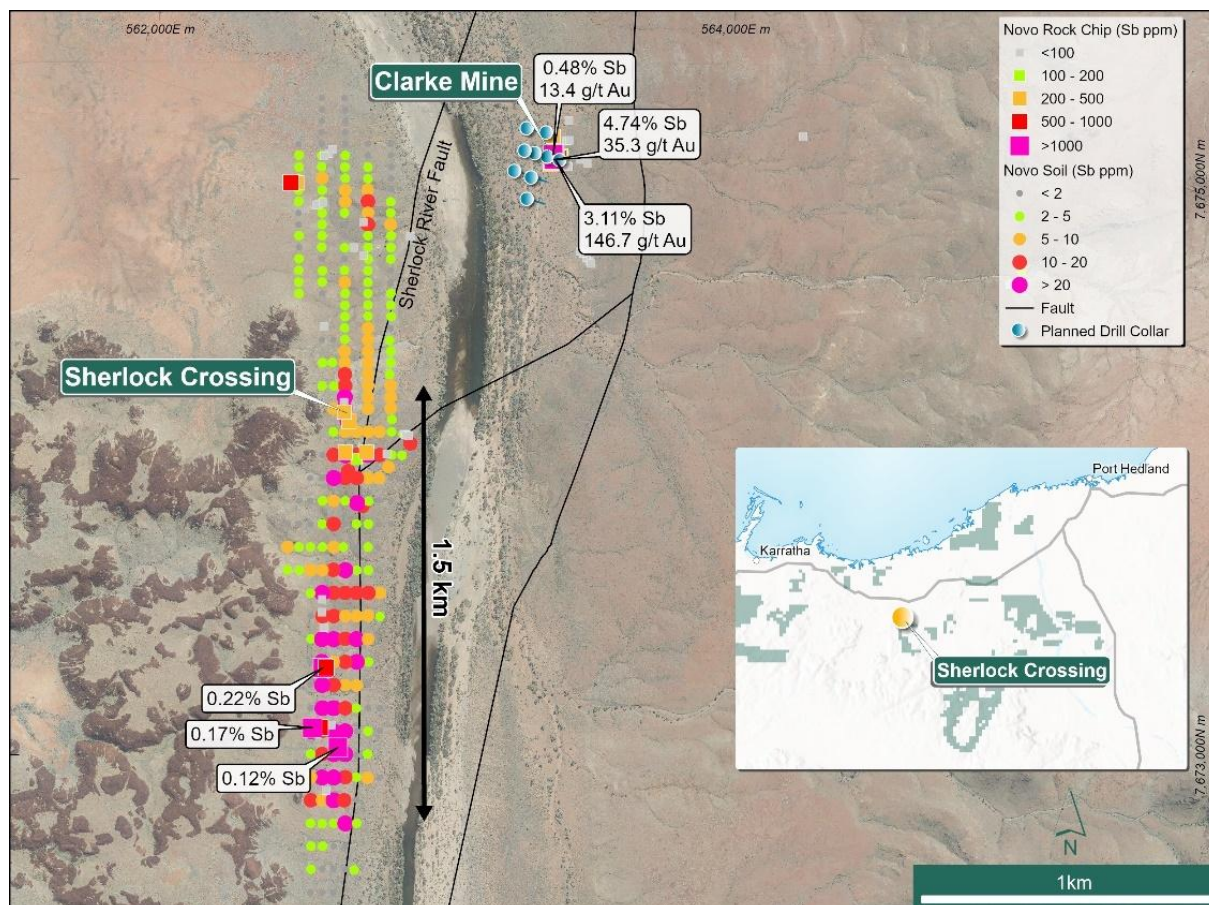 562,000E m
564,000E m
7,675,000N m
7,673,000N m
Clarke Mine
0.48% Sb
13.4 g/t Au
4.74% Sb
35.3 g/t Au
3.11% Sb
146.7 g/t Au
Sherlock River Fault
Sherlock Crossing
1.5 km
0.22% Sb
0.17% Sb
0.12% Sb
Novo Rock Chip (Sb ppm)
<100
100 - 200
200 - 500
500 - 1000
>1000
Novo Soil (Sb ppm)
< 2
2 - 5
5 - 10
10 - 20
> 20
Fault
Planned Drill Collar
Port Hedland
Karratha
Sherlock Crossing
N
1km